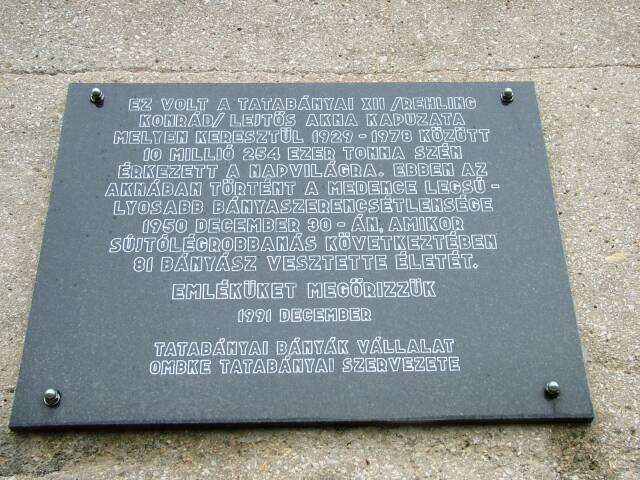 EZ VOLT A TATABÁNYAI XII /REHLING
KONRÁD/ LEJTŐS AKNA KAPUZATA
MELYEN KERESZTÜL 1929 - 1978 KÖZÖTT
10 MILLIÓ 254 EZER TONNA SZÉN
ÉRKEZETT A NAPVILÁGRA. EBBEN AZ
AKNÁBAN TÖRTÉNT A MEDENCE LEGSÚ -
LYOSABB BÁNYASZERENCSÉTLENSÉGE
1950 DECEMBER 30 - ÁN, AMIKOR
SÚJTÓLÉGROBBANÁS KÖVETKEZTÉBEN
81 BÁNYÁSZ VESZTETTE ÉLETÉT.
EMLÉKÜKET MEGŐRIZZÜK
1991 DECEMBER
TATABÁNYAI BÁNYÁK VÁLLALAT
OMBKE TATABÁNYAI SZERVEZETE